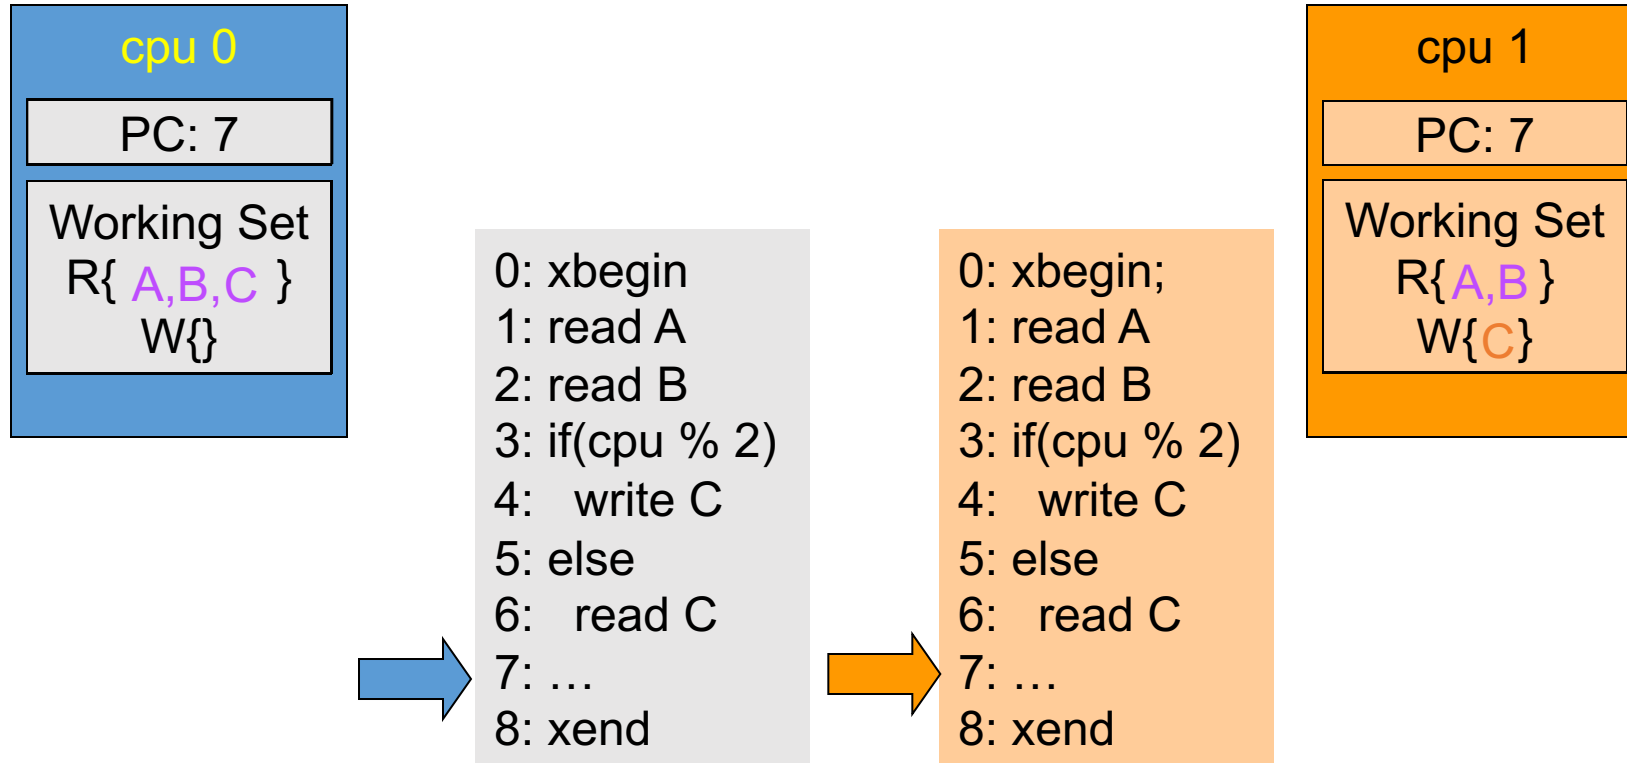 cpu 0
PC: 7
Working Set
R{ A,B,C }
W{}
0: xbegin
1: read A
2: read B
3: if(cpu % 2)
4: write C
5: else
6: read C
7: …
8: xend
0: xbegin;
1: read A
2: read B
3: if(cpu % 2)
4: write C
5: else
6: read C
7: …
8: xend
cpu 1
PC: 7
Working Set
R{A,B }
W{C}